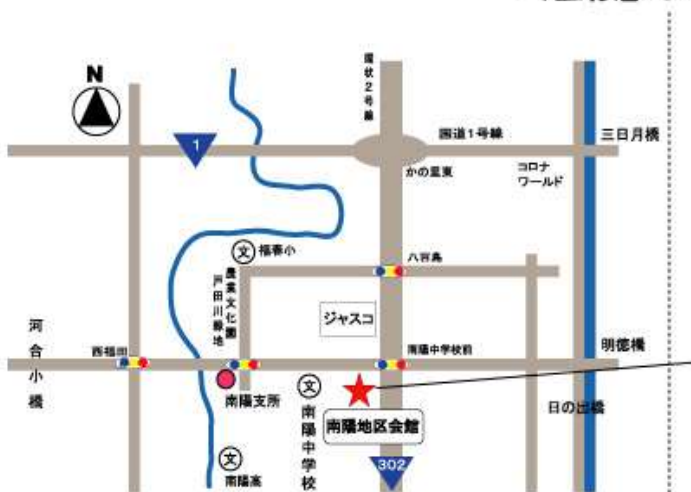 N
環状2号線
1
国道1号線
三日月橋
かの里東
コロナ
ワールド
福春小
文
八百島
農業文化園
戸田川緑地
ジャスコ
河合小橋
西福田
南陽中学校前
明徳橋
南陽支所
文
南陽中学校
日の出橋
南陽地区会館
文
南陽高
302